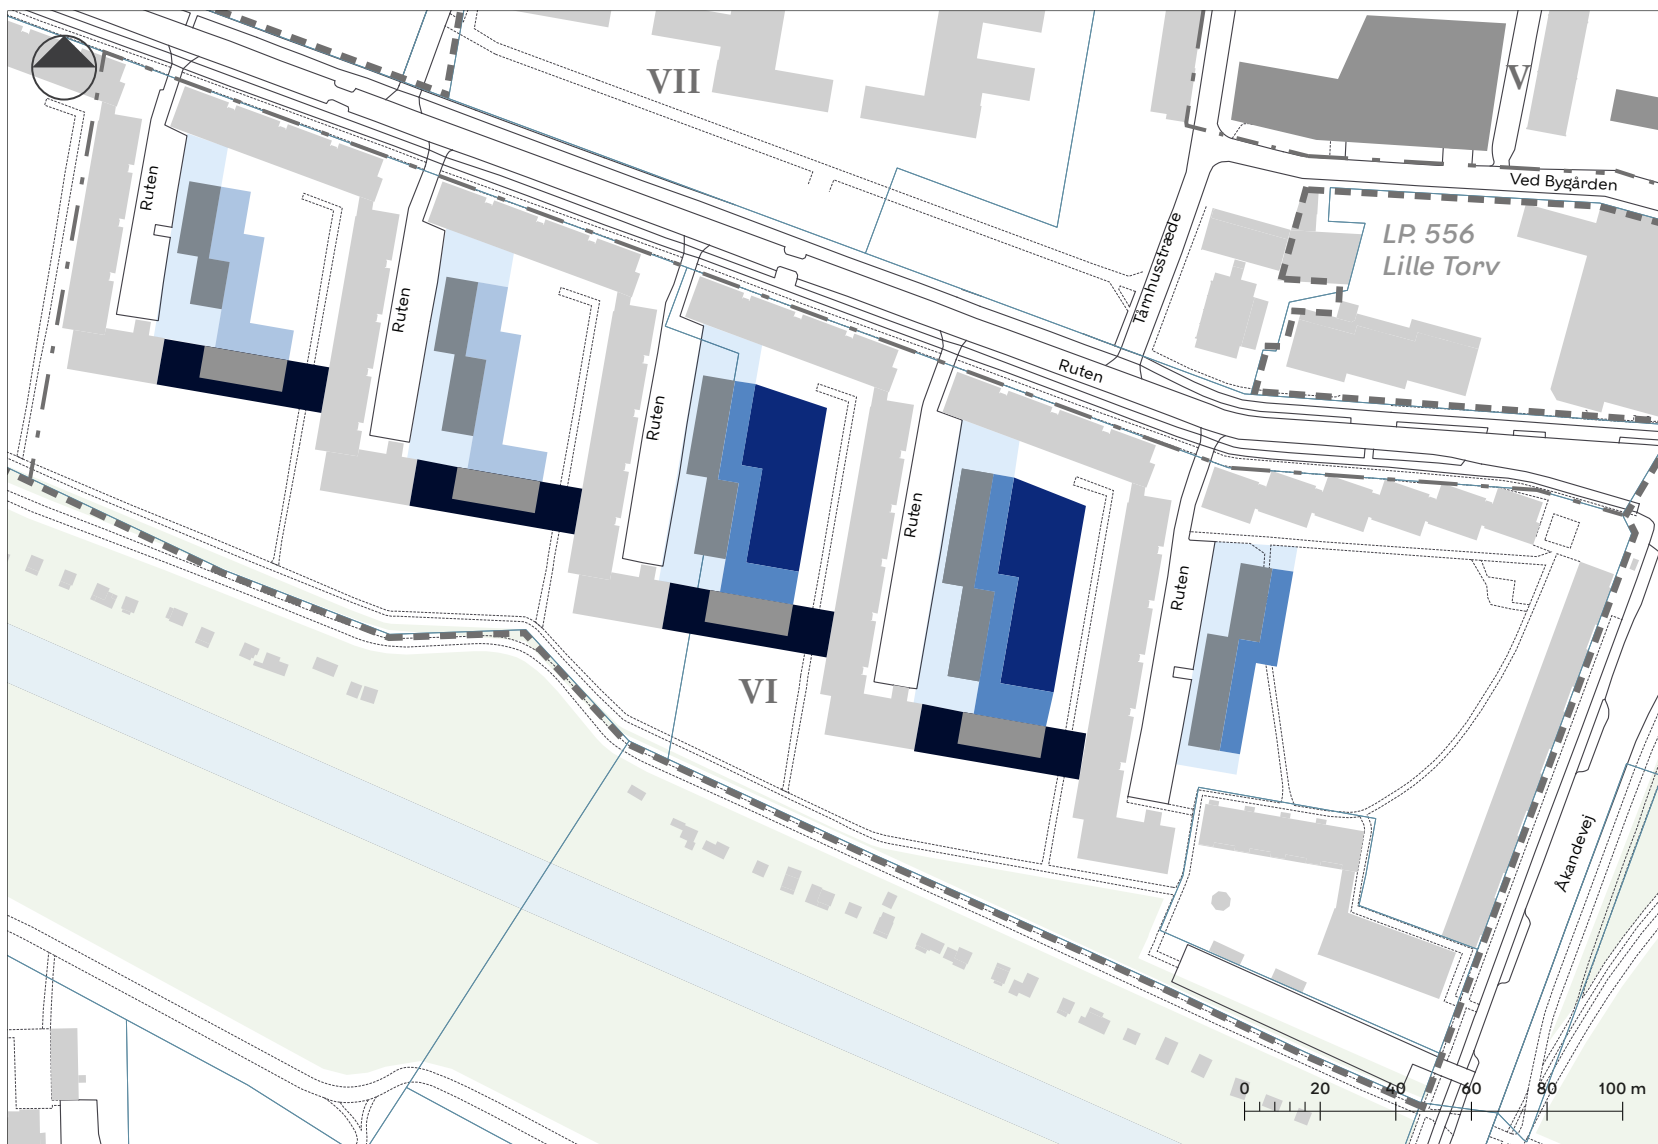 VII
V
Ved Bygården
LP. 556
Lille Torv
Tårnhusstræde
Ruten
Ruten
Ruten
Ruten
Ruten
Ruten
VI
Åkandevej
0 20 40 60 80 100 m